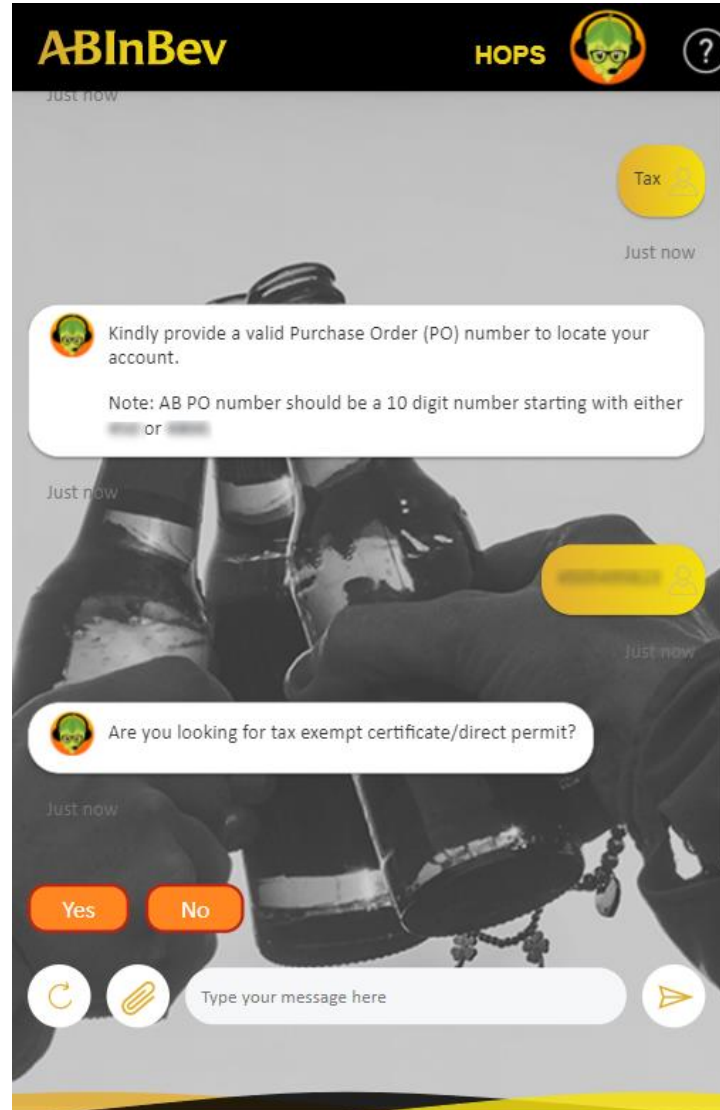 ABInBev
HOPS
?
Just now
Tax
Just now
Kindly provide a valid Purchase Order (PO) number to locate your
account.
Note: AB PO number should be a 10 digit number starting with either
or
Just now
Just now
Are you looking for tax exempt certificate/direct permit?
Just now
Yes
No
Type your message here